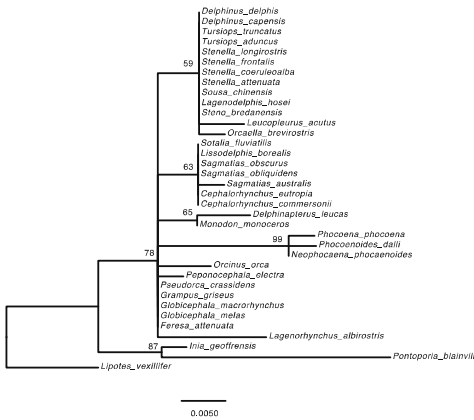 Delphinus_delphis
Delphinus_capensis
Tursiops_truncatus
Tursiops_aduncus
Stenella_longirostris
59
Stenella_frontalis
Stenella_coeruleoalba
Stenella_attenuata
Sousa_chinensis
Lagenodelphis_hosei
Steno_bredanensis
Leucopleurus_acutus
Orcaella_brevirostris
Sotalia_fluviatilis
Lissodelphis_borealis
63
Sagmatias_obscurus
Sagmatias_obliquidens
Sagmatias_australis
Cephalorhynchus_eutropia
Cephalorhynchus_commersonii
65
Delphinapterus_leucas
Monodon_monoceros
Phocoena_phocoena
99
Phocoenoides_dalli
78
Neophocaena_phocaenoides
Orcinus_orca
Peponocephala_electra
Pseudorca_crassidens
Grampus_griseus
Globicephala_macrorhynchus
Globicephala_melas
Feresa_attenuata
Lagenorhynchus_albirostris
87
Inia_geoffrensis
Pontoporia_blainvill
Lipotes_vexillifer
0.0050